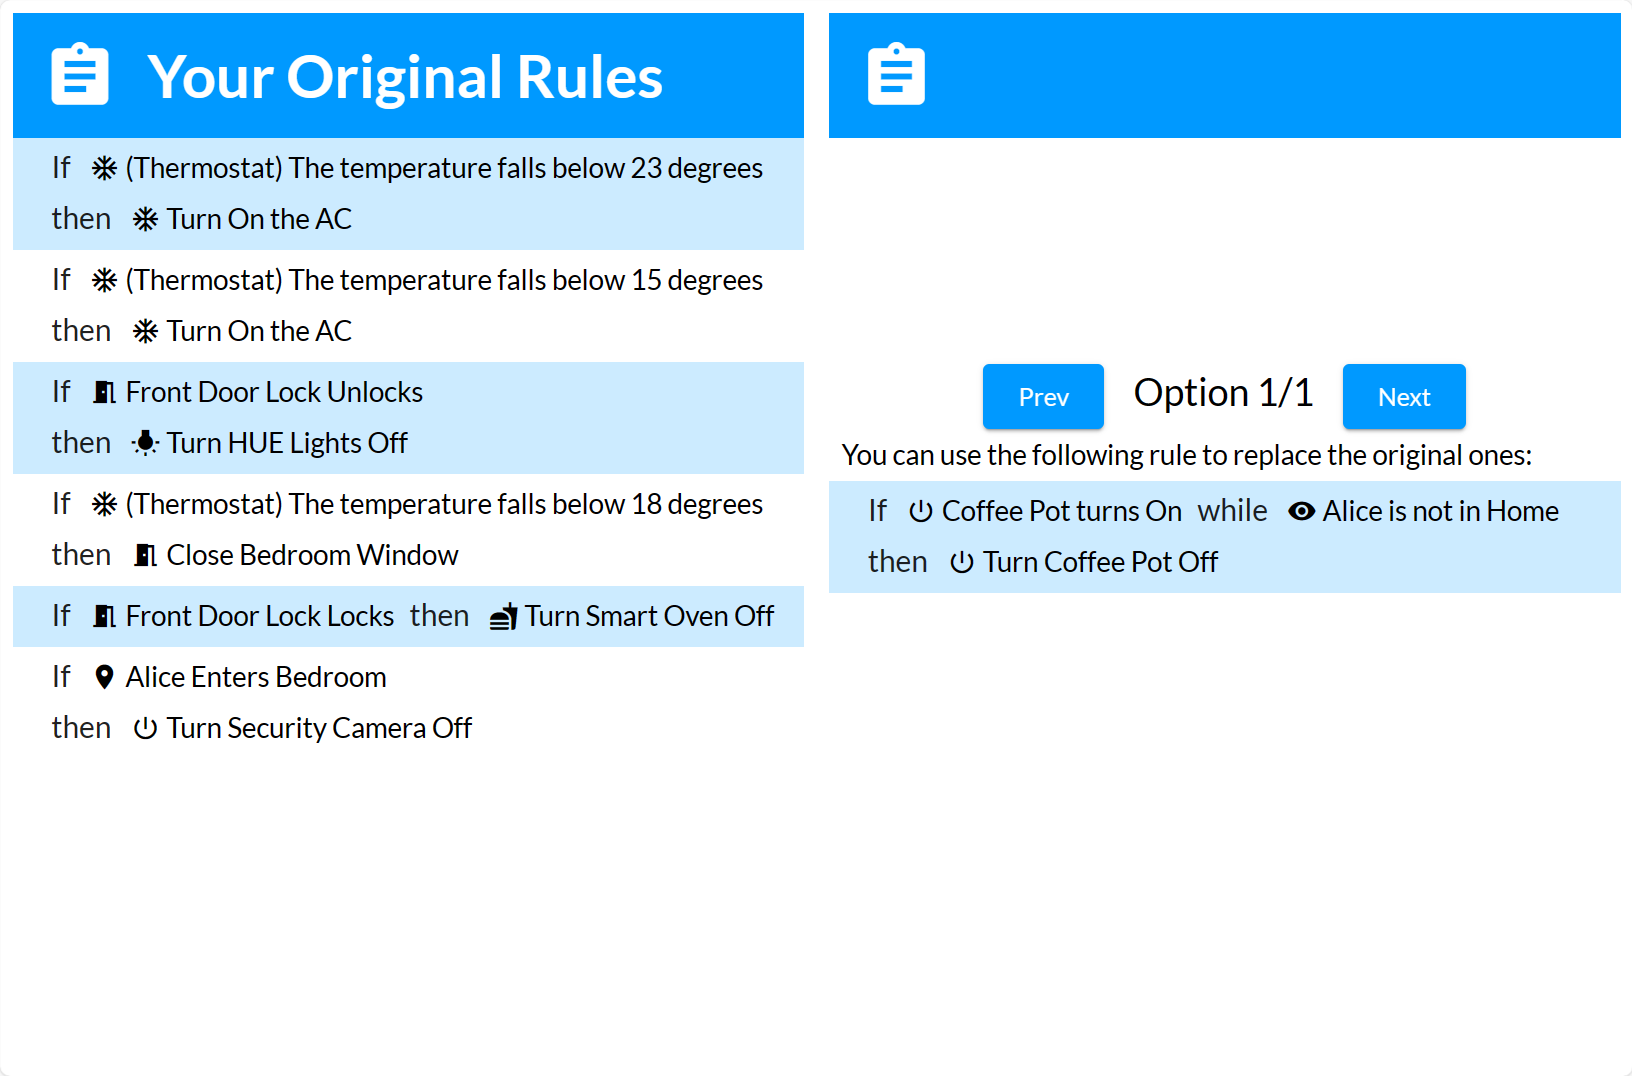 Your Original Rules
If (Thermostat) The temperature falls below 23 degrees
then Turn On the AC
If (Thermostat) The temperature falls below 15 degrees
then Turn On the AC
If Front Door Lock Unlocks
then Turn HUE Lights Off
If (Thermostat) The temperature falls below 18 degrees
then Close Bedroom Window
If Front Door Lock Locks then Turn Smart Oven Off
If Alice Enters Bedroom
then Turn Security Camera Off
Prev Option 1/1 Next
You can use the following rule to replace the original ones:
If Coffee Pot turns On while Alice is not in Home
then Turn Coffee Pot Off